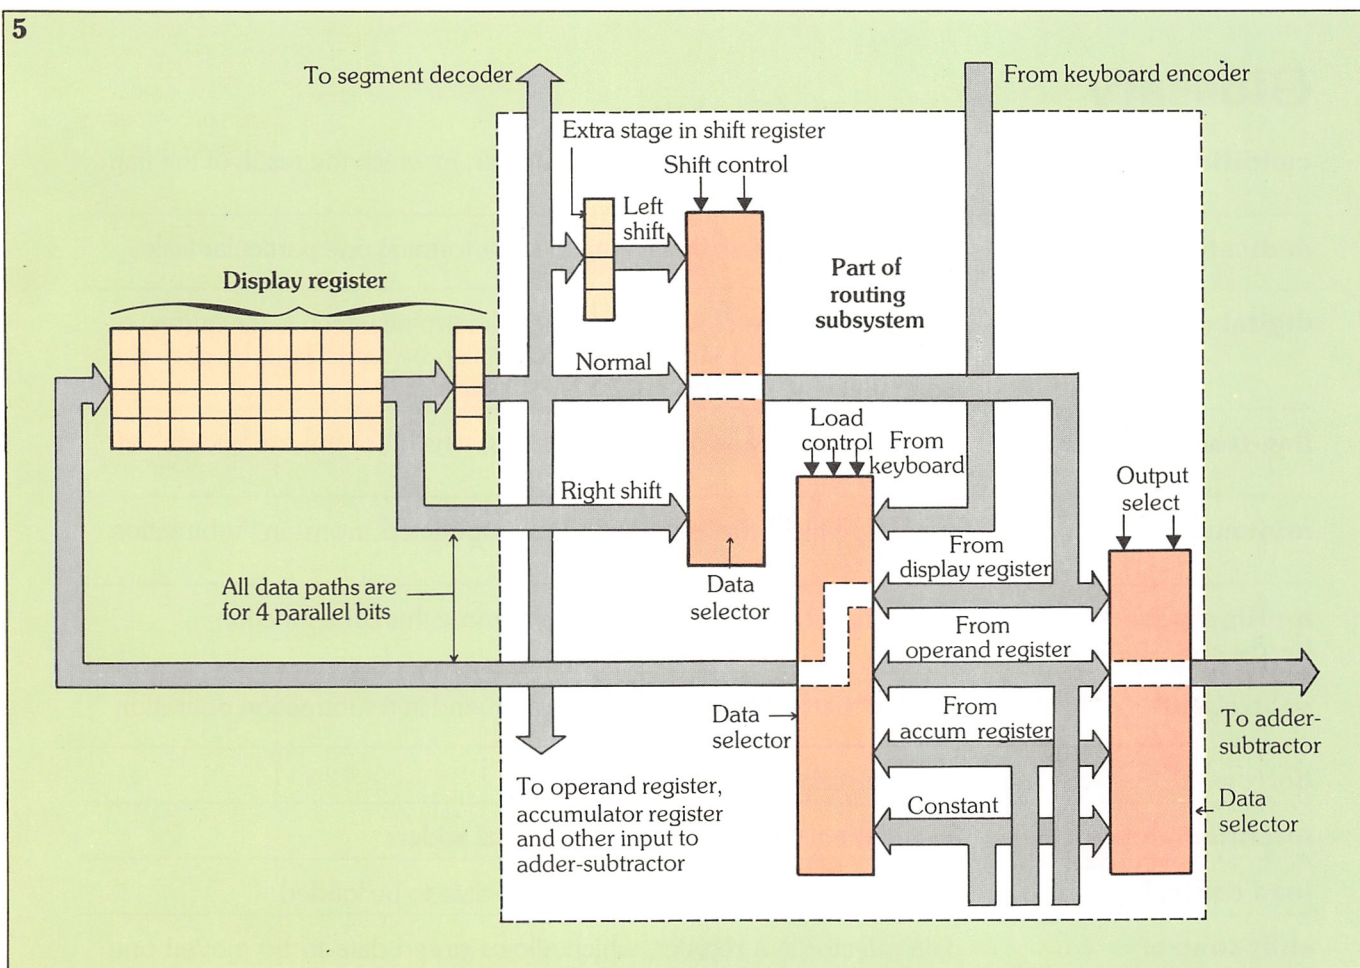 5
To segment decoder
From keyboard encoder
Extra stage in shift register
Shift control
Left
shift
Part of
routing
subsystem
Display register
Normal
Load
control
From
keyboard
Right shift
Output
select
From
display register
All data paths are
for 4 parallel bits
Data
selector
From
operand register
Data
selector
From
accum register
To adder-
subtractor
To operand register,
accumulator register
and other input to
adder-subtractor
Constant
Data
selector